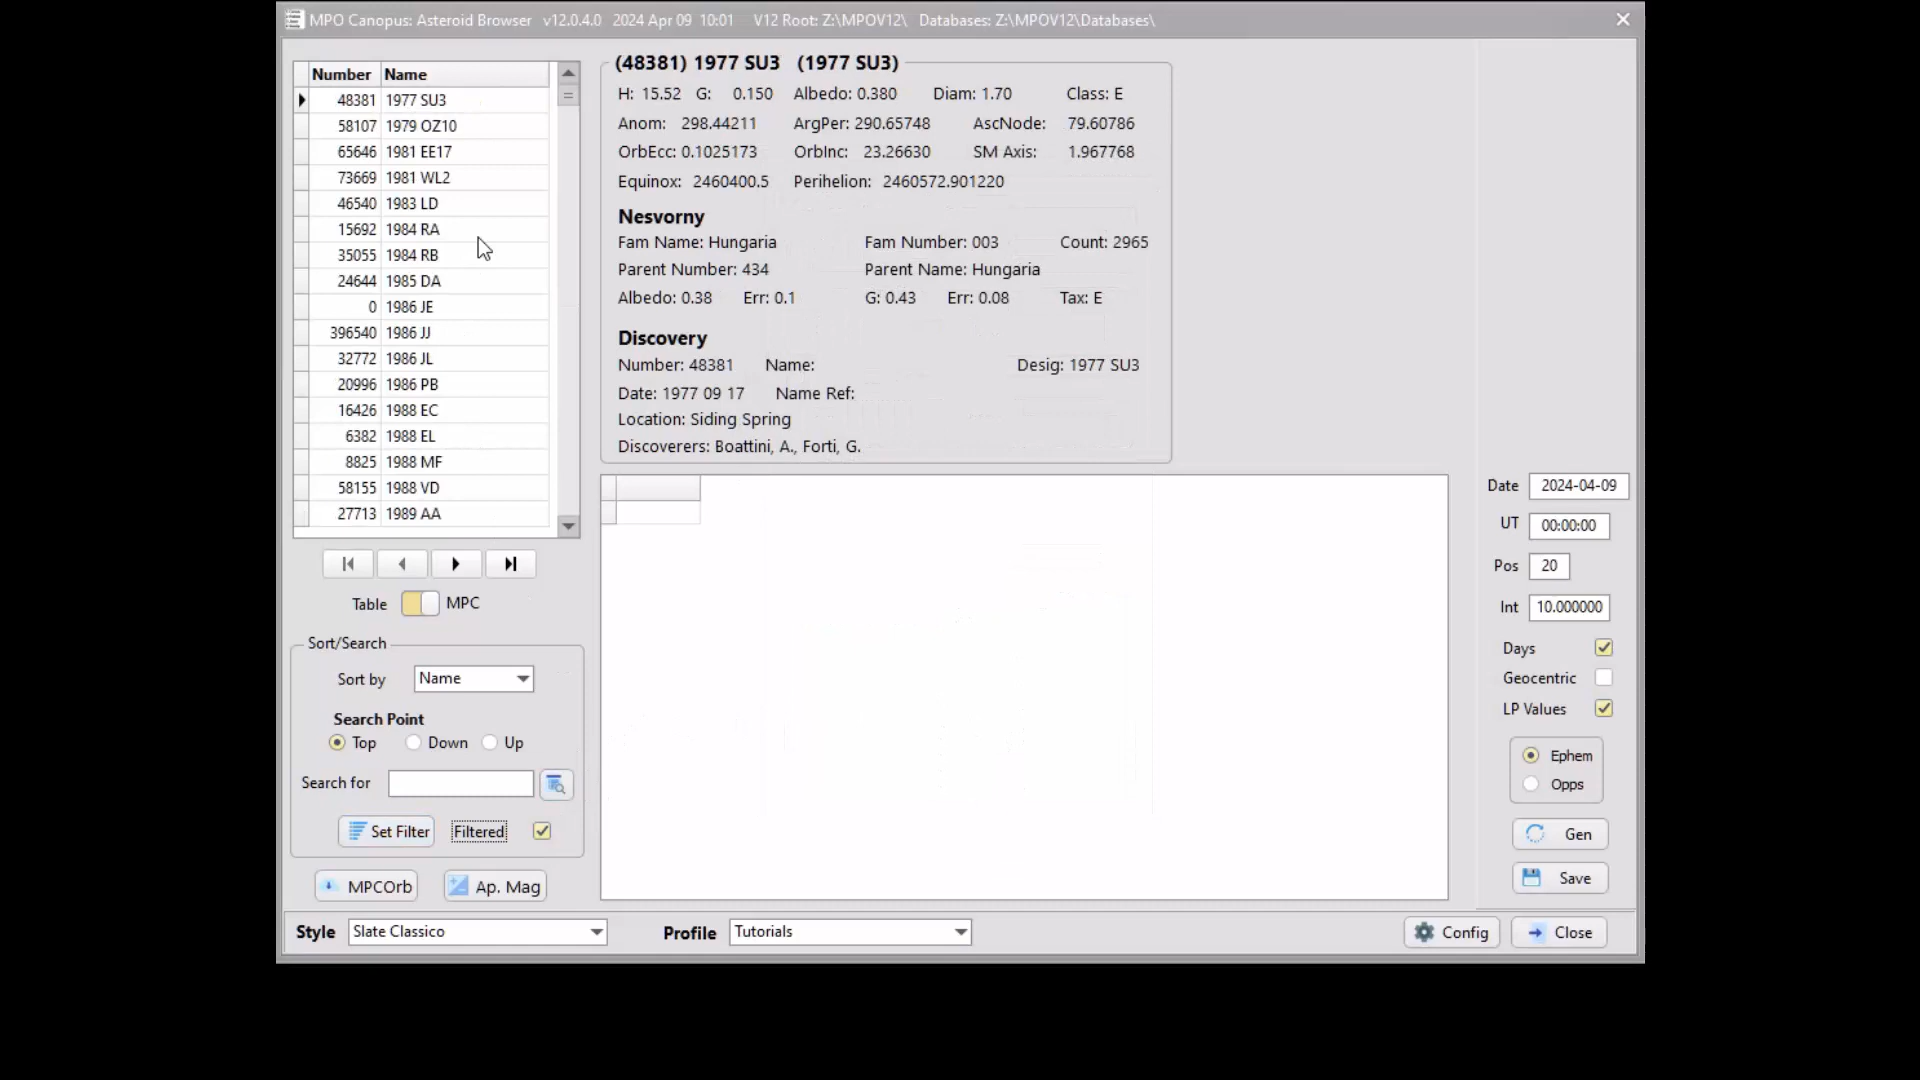 MPO Canopus: Asteroid Browser v12.0.4.0 2024 Apr 09 10:01 V12 Root: Z:\MPOV12\ Databases: Z:\MPOV12\Databases\
Number Name
48381 1977 SU3
58107 1979 OZ10
65646 1981 EE17
73669 1981 WL2
46540 1983 LD
15692 1984 RA
35055 1984 RB
24644 1985 DA
0 1986 JE
396540 1986 JJ
32772 1986 JL
20996 1986 PB
16426 1988 EC
6382 1988 EL
8825 1988 MF
58155 1988 VD
27713 1989 AA
Table MPC
Sort/Search
Sort by Name
Search Point
Top Down Up
Search for
Set Filter Filtered
MPCOrb Ap. Mag
(48381) 1977 SU3 (1977 SU3)
H: 15.52 G: 0.150 Albedo: 0.380 Diam: 1.70 Class: E
Anom: 298.44211 ArgPer: 290.65748 AscNode: 79.60786
OrbEcc: 0.1025173 OrbInc: 23.26630 SM Axis: 1.967768
Equinox: 2460400.5 Perihelion: 2460572.901220
Nesvorny
Fam Name: Hungaria Fam Number: 003 Count: 2965
Parent Number: 434 Parent Name: Hungaria
Albedo: 0.38 Err: 0.1 G: 0.43 Err: 0.08 Tax: E
Discovery
Number: 48381 Name: Desig: 1977 SU3
Date: 1977 09 17 Name Ref:
Location: Siding Spring
Discoverers: Boattini, A., Forti, G.
Date 2024-04-09
UT 00:00:00
Pos 20
Int 10.000000
Days
Geocentric
LP Values
Ephem
Opps
Gen
Save
Style Slate Classico Profile Tutorials Config Close